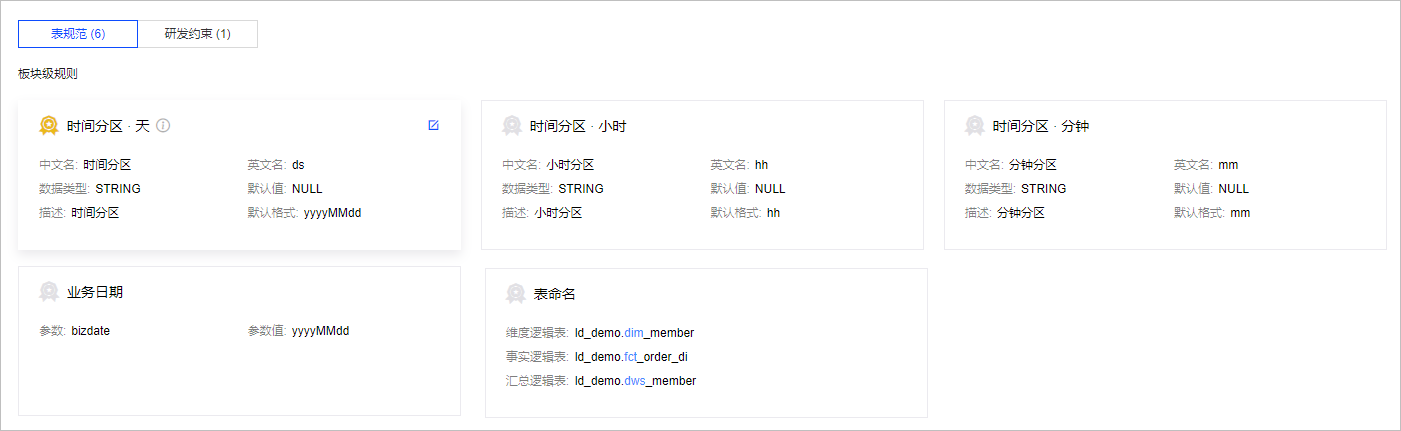 表规范 (6) 研发约束 (1)
板块级规则
时间分区 · 天
中文名: 时间分区 英文名: ds
数据类型: STRING 默认值: NULL
描述: 时间分区 默认格式: yyyyMMdd
时间分区 · 小时
中文名: 小时分区 英文名: hh
数据类型: STRING 默认值: NULL
描述: 小时分区 默认格式: hh
时间分区 · 分钟
中文名: 分钟分区 英文名: mm
数据类型: STRING 默认值: NULL
描述: 分钟分区 默认格式: mm
业务日期
参数: bizdate 参数值: yyyyMMdd
表命名
维度逻辑表: ld_demo.dim_member
事实逻辑表: ld_demo.fct_order_di
汇总逻辑表: ld_demo.dws_member